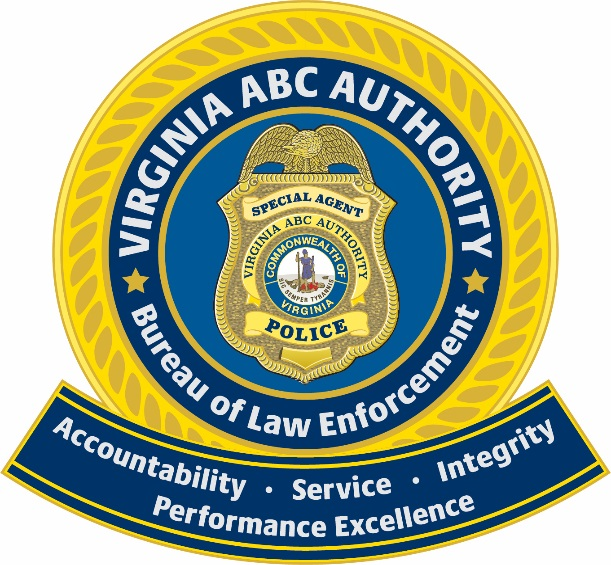 VIRGINIA ABC AUTHORITY
SPECIAL AGENT
VIRGINIA ABC AUTHORITY
COMMONWEALTH OF
SIC SEMPER TYRANNIS
VIRGINIA
POLICE
Bureau of Law Enforcement
Accountability · Service · Integrity
Performance Excellence